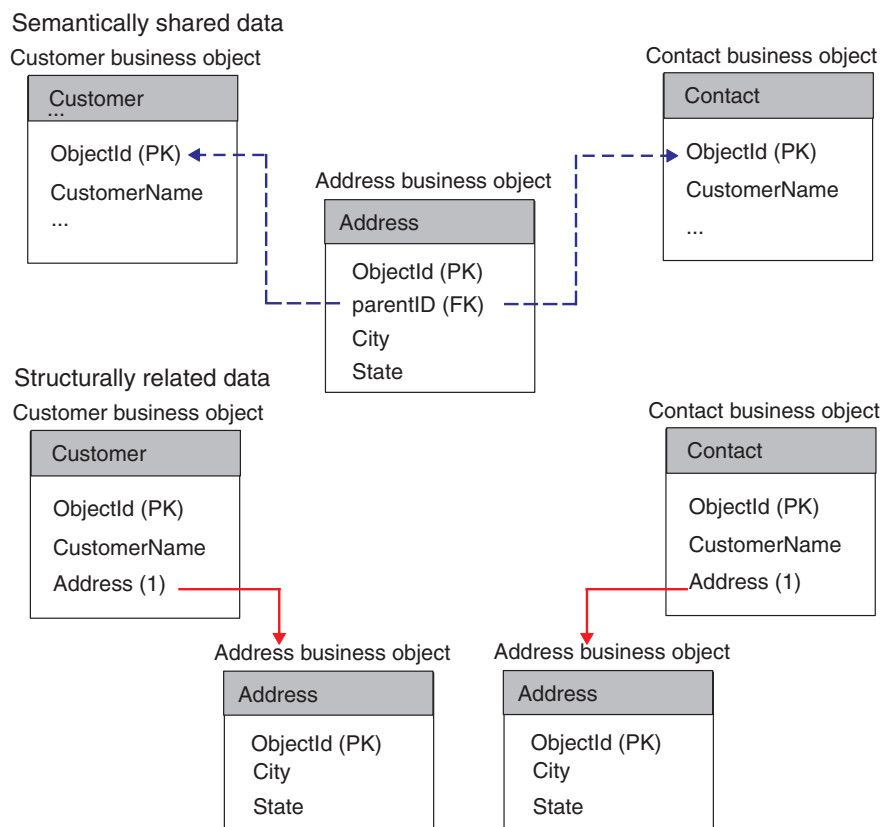 Semantically shared data
Customer business object
Customer
...
ObjectId (PK)
CustomerName
...
Contact business object
Contact
ObjectId (PK)
CustomerName
...
Address business object
Address
ObjectId (PK)
parentID (FK)
City
State
Structurally related data
Customer business object
Customer
ObjectId (PK)
CustomerName
Address (1)
Contact business object
Contact
ObjectId (PK)
CustomerName
Address (1)
Address business object
Address
ObjectId (PK)
City
State
Address business object
Address
ObjectId (PK)
City
State